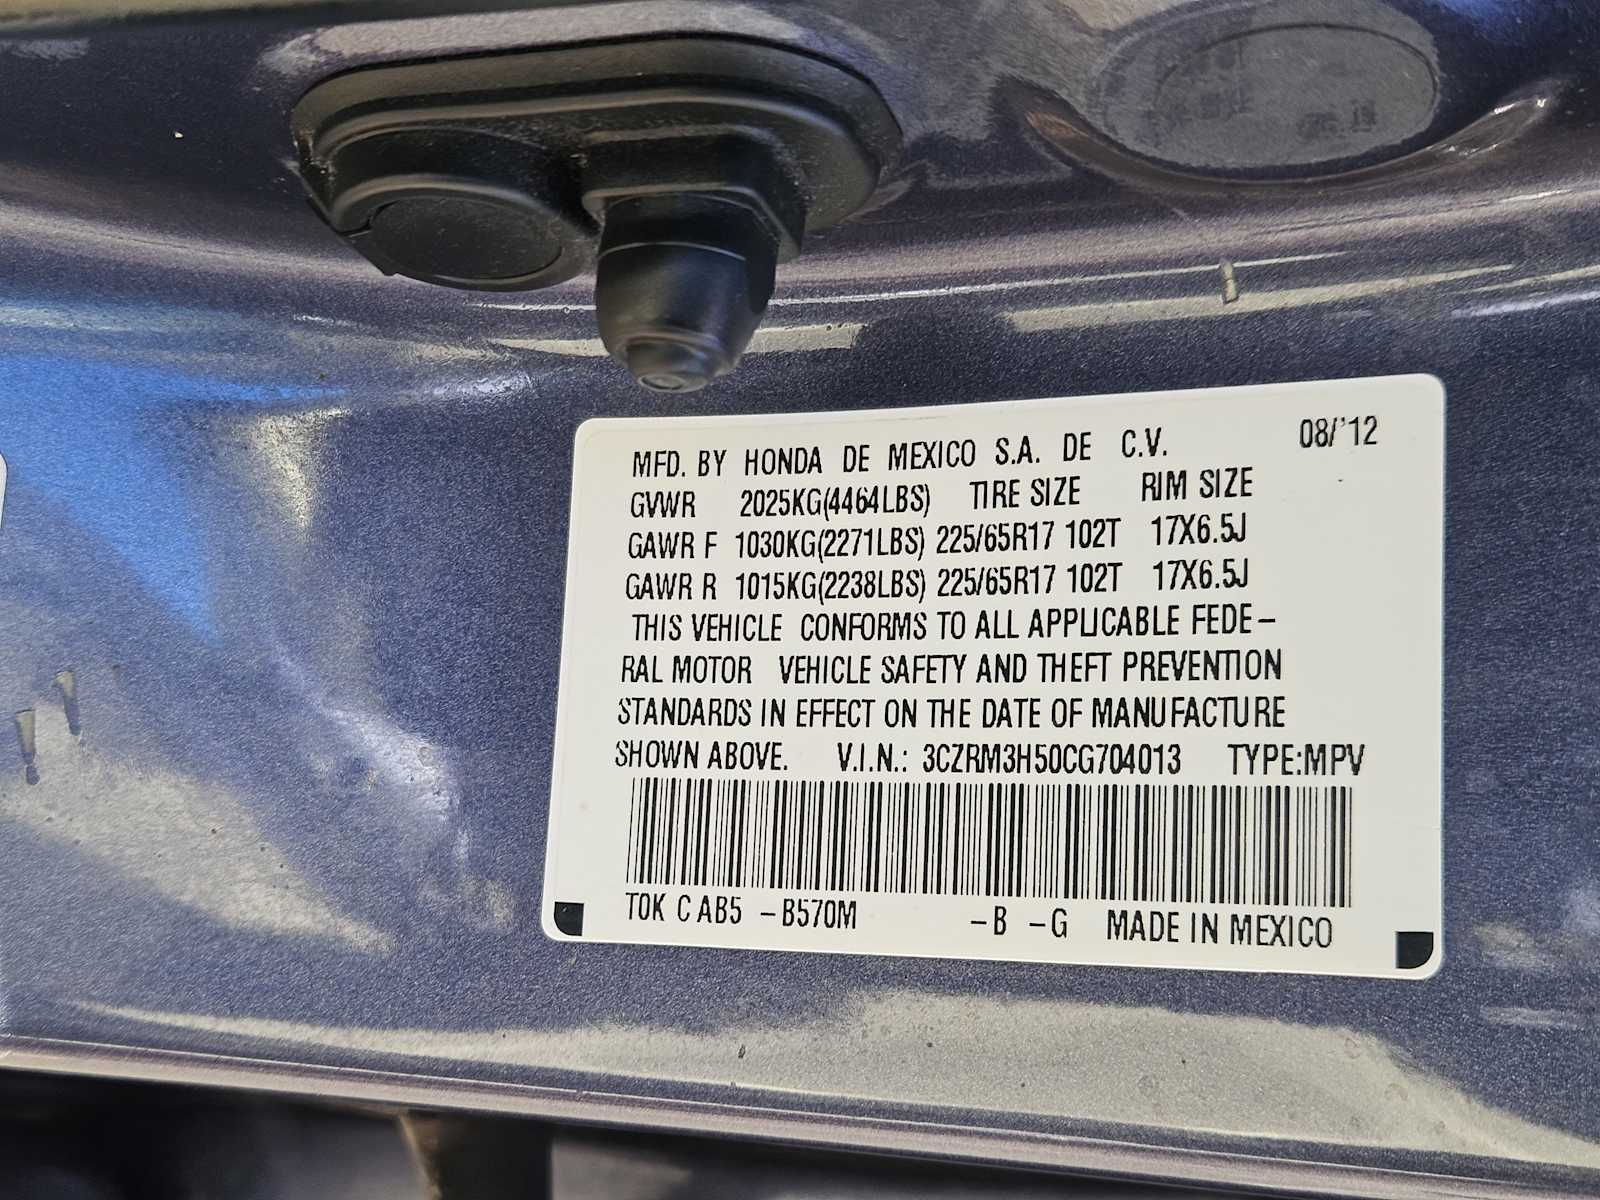 MFD. BY HONDA DE MEXICO S.A. DE C.V. 08/'12
GVWR 2025KG(4464LBS) TIRE SIZE RIM SIZE
GAWR F 1030KG(2271LBS) 225/65R17 102T 17X6.5J
GAWR R 1015KG(2238LBS) 225/65R17 102T 17X6.5J
THIS VEHICLE CONFORMS TO ALL APPLICABLE FEDE-
RAL MOTOR VEHICLE SAFETY AND THEFT PREVENTION
STANDARDS IN EFFECT ON THE DATE OF MANUFACTURE
SHOWN ABOVE. V.I.N.: 3CZRM3H50CG704013 TYPE:MPV
T0K C AB5 -B570M -B -G MADE IN MEXICO